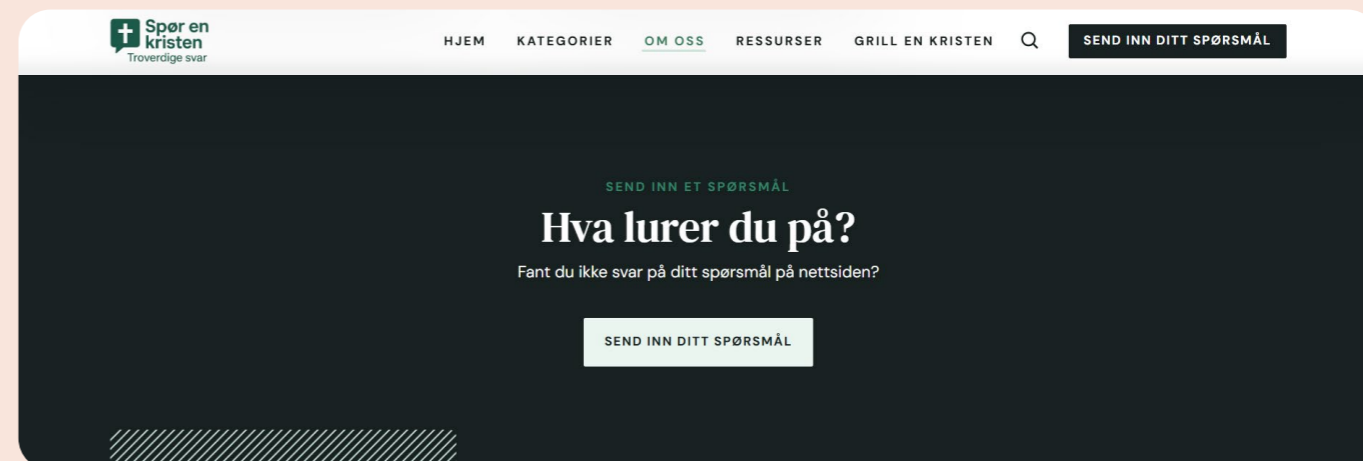 Spør en
kristen
Troverdige svar
HJEM KATEGORIER OM OSS RESSURSER GRILL EN KRISTEN SEND INN DITT SPØRSMÅL
SEND INN ET SPØRSMÅL
Hva lurer du på?
Fant du ikke svar på ditt spørsmål på nettsiden?
SEND INN DITT SPØRSMÅL